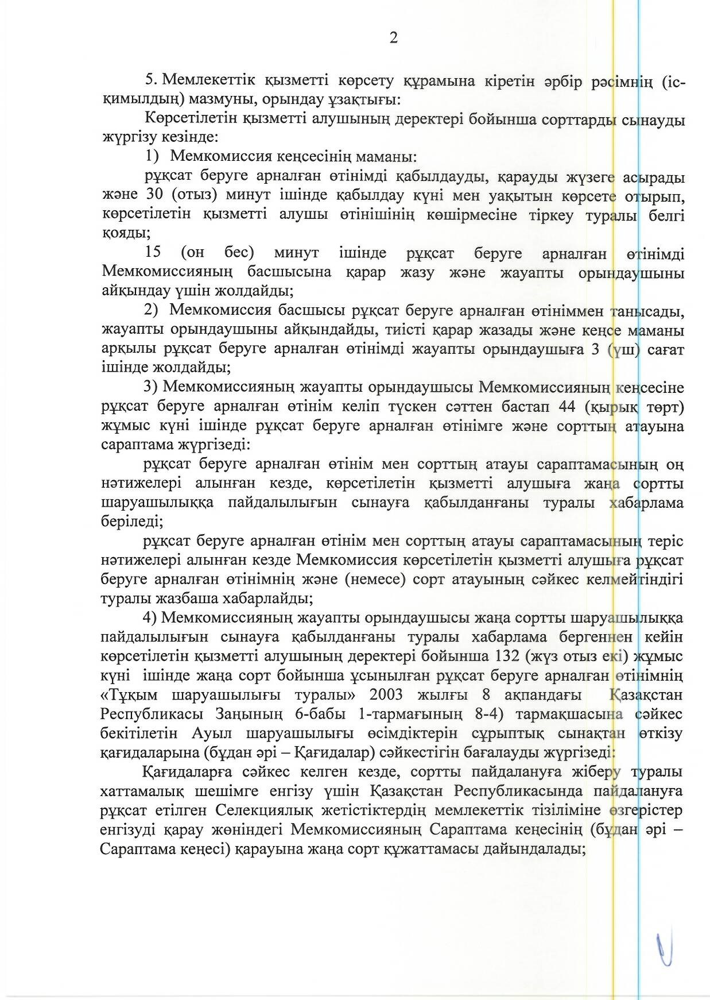 2
5. Мемлекеттік қызметті көрсету құрамына кіретін әрбір рәсімнің (іс-
қимылдың) мазмұны, орындау ұзақтығы:
Көрсетілетін қызметті алушының деректері бойынша сорттарды сынауды
жүргізу кезінде:
1) Мемкомиссия кеңсесінің маманы:
рұқсат беруге арналған өтінімді қабылдауды, қарауды жүзеге асырады
және 30 (отыз) минут ішінде қабылдау күні мен уақытын көрсете отырып,
көрсетілетін қызметті алушы өтінішінің көшірмесіне тіркеу туралы белгі
қояды;
15 (он бес) минут ішінде рұқсат беруге арналған өтінімді
Мемкомиссияның басшысына қарар жазу және жауапты орындаушыны
айқындау үшін жолдайды;
2) Мемкомиссия басшысы рұқсат беруге арналған өтініммен танысады,
жауапты орындаушыны айқындайды, тиісті қарар жазады және кеңсе маманы
арқылы рұқсат беруге арналған өтінімді жауапты орындаушыға 3 (үш) сағат
ішінде жолдайды;
3) Мемкомиссияның жауапты орындаушысы Мемкомиссияның кеңсесіне
рұқсат беруге арналған өтінім келіп түскен сәттен бастап 44 (қырық төрт)
жұмыс күні ішінде рұқсат беруге арналған өтінімге және сорттың атауына
сараптама жүргізеді:
рұқсат беруге арналған өтінім мен сорттың атауы сараптамасының оң
нәтижелері алынған кезде, көрсетілетін қызметті алушыға жаңа сортты
шаруашылыққа пайдалылығын сынауға қабылданғаны туралы хабарлама
беріледі;
рұқсат беруге арналған өтінім мен сорттың атауы сараптамасының теріс
нәтижелері алынған кезде Мемкомиссия көрсетілетін қызметті алушыға рұқсат
беруге арналған өтінімнің және (немесе) сорт атауының сәйкес келмейтіндігі
туралы жазбаша хабарлайды;
4) Мемкомиссияның жауапты орындаушысы жаңа сортты шаруашылыққа
пайдалылығын сынауға қабылданғаны туралы хабарлама бергеннен кейін
көрсетілетін қызметті алушының деректері бойынша 132 (жүз отыз екі) жұмыс
күні ішінде жаңа сорт бойынша ұсынылған рұқсат беруге арналған өтінімнің
«Тұқым шаруашылығы туралы» 2003 жылғы 8 ақпандағы Қазақстан
Республикасы Заңының 6-бабы 1-тармағының 8-4) тармақшасына сәйкес
бекітілетін Ауыл шаруашылығы өсімдіктерін сұрыптық сынақтан өткізу
қағидаларына (бұдан әрі – Қағидалар) сәйкестігін бағалауды жүргізеді:
Қағидаларға сәйкес келген кезде, сортты пайдалануға жіберу туралы
хаттамалық шешімге енгізу үшін Қазақстан Республикасында пайдалануға
рұқсат етілген Селекциялық жетістіктердің мемлекеттік тізіліміне өзгерістер
енгізуді қарау жөніндегі Мемкомиссияның Сараптама кеңесінің (бұдан әрі –
Сараптама кеңесі) қарауына жаңа сорт құжаттамасы дайындалады;